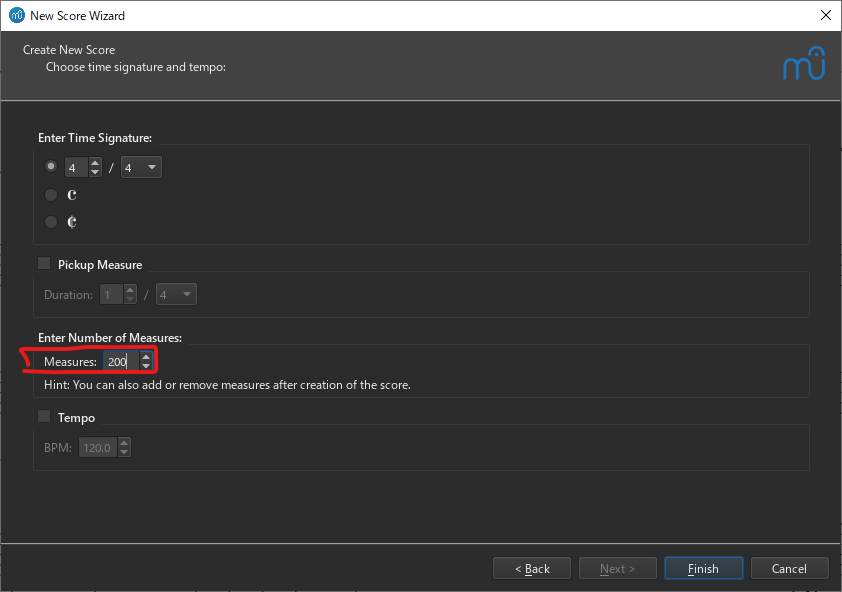 New Score Wizard
Create New Score
Choose time signature and tempo:
Enter Time Signature:
4 / 4
Pickup Measure
Duration: 1 / 4
Enter Number of Measures:
Measures: 200
Hint: You can also add or remove measures after creation of the score.
Tempo
BPM: 120.0
< Back Next > Finish Cancel